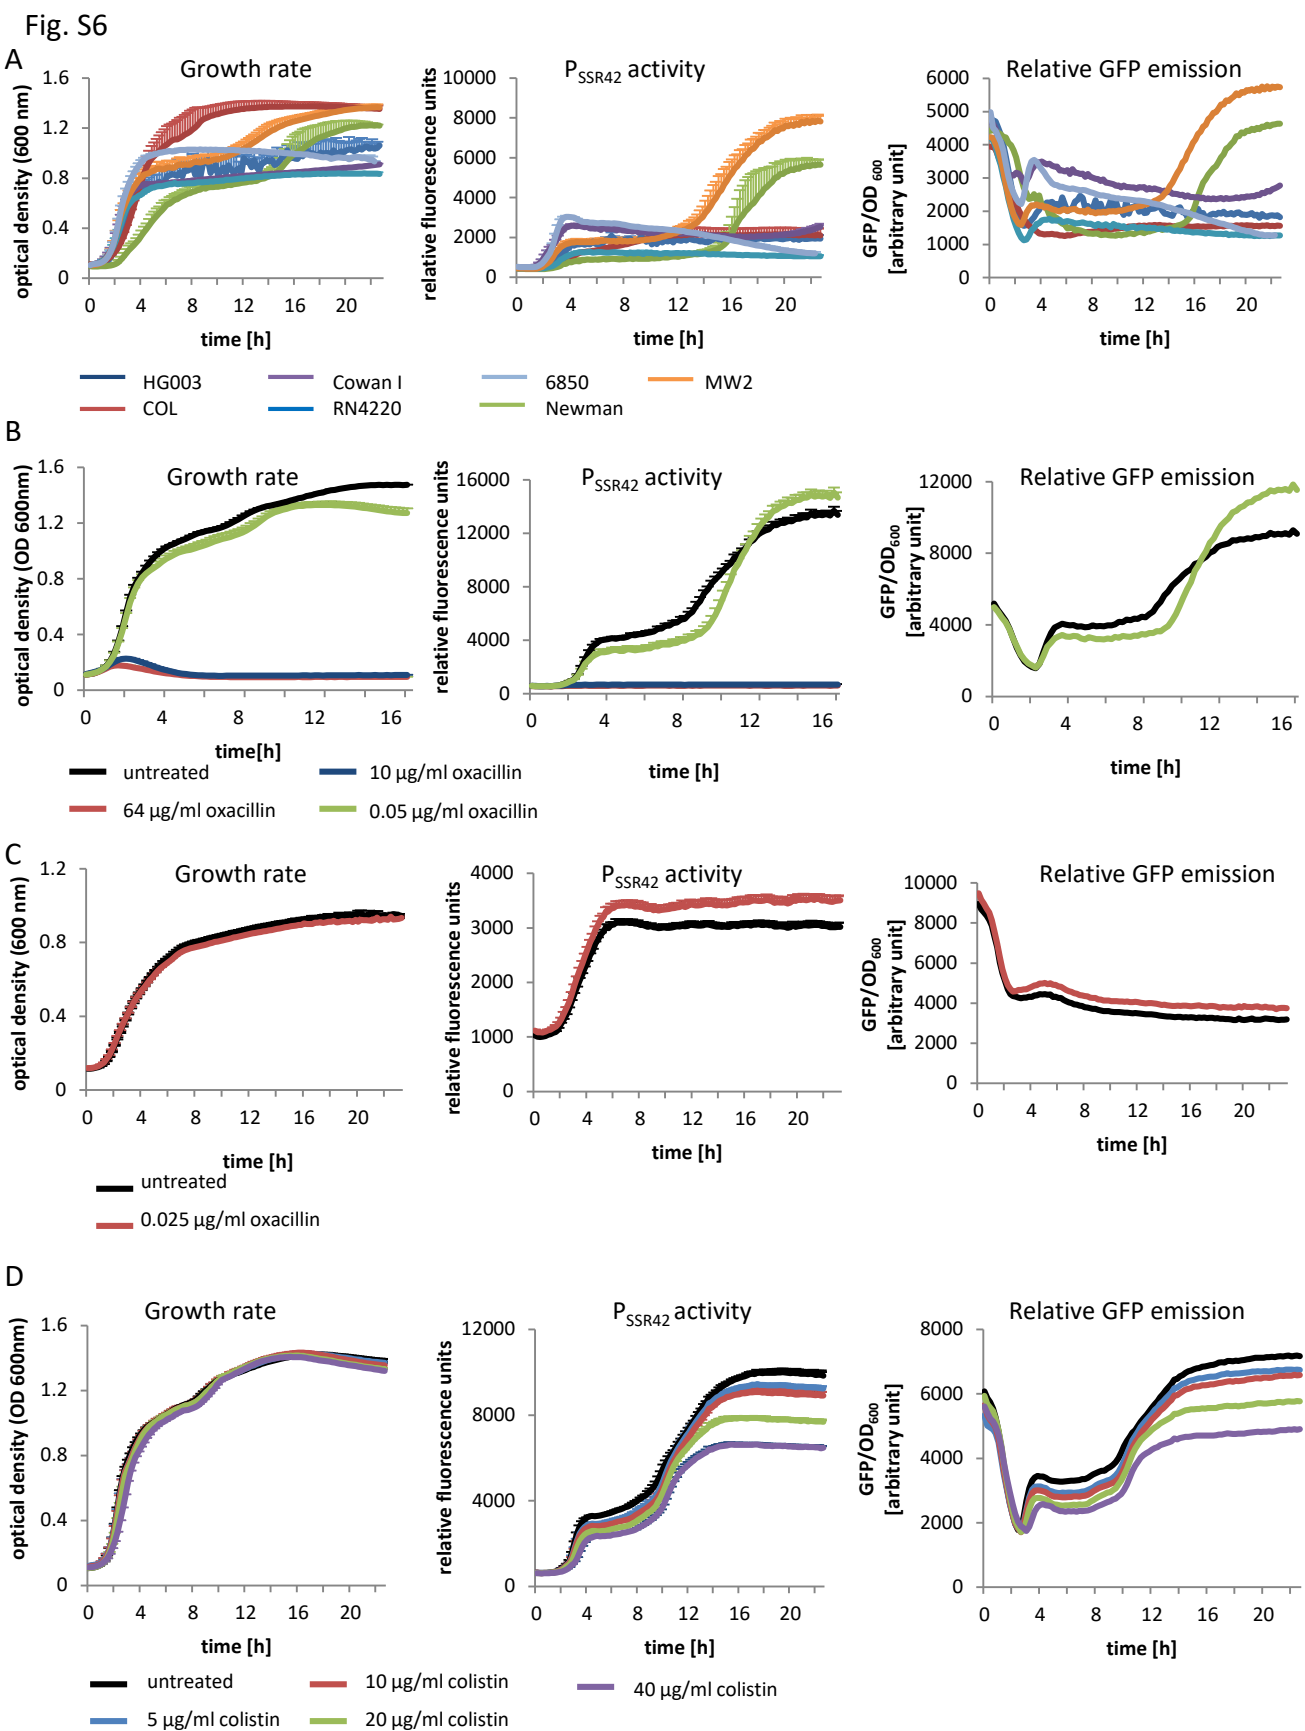 Fig. S6
A
Growth rate
P SSR42 activity
Relative GFP emission
optical density (600 nm)
1.6
1.2
0.8
0.4
0
0 4 8 12 16 20
time [h]
relative fluorescence units
10000
8000
6000
4000
2000
0
0 4 8 12 16 20
time [h]
GFP/OD 600
[arbitrary unit]
6000
5000
4000
3000
2000
1000
0
0 4 8 12 16 20
time [h]
HG003 Cowan I 6850 MW2
COL RN4220 Newman
B
Growth rate
P SSR42 activity
Relative GFP emission
optical density (OD 600nm)
1.6
1.2
0.8
0.4
0
0 4 8 12 16
time[h]
relative fluorescence units
16000
12000
8000
4000
0
0 4 8 12 16
time [h]
GFP/OD600
[arbitrary unit]
12000
8000
4000
0
0 4 8 12 16
time [h]
untreated 10 µg/ml oxacillin
64 µg/ml oxacillin 0.05 µg/ml oxacillin
C
Growth rate
P SSR42 activity
Relative GFP emission
optical density (600 nm)
1.2
0.8
0.4
0
0 4 8 12 16 20
time [h]
relative fluorescence units
4000
3000
2000
1000
0
0 4 8 12 16 20
time [h]
GFP/OD600
[arbitrary unit]
10000
8000
6000
4000
2000
0
0 4 8 12 16 20
time [h]
untreated
0.025 µg/ml oxacillin
D
Growth rate
P SSR42 activity
Relative GFP emission
optical density (OD 600nm)
1.6
1.2
0.8
0.4
0
0 4 8 12 16 20
time [h]
relative fluorescence units
12000
8000
4000
0
0 4 8 12 16 20
time [h]
GFP/OD600
[arbitrary unit]
8000
6000
4000
2000
0
0 4 8 12 16 20
time [h]
untreated 10 µg/ml colistin 40 µg/ml colistin
5 µg/ml colistin 20 µg/ml colistin